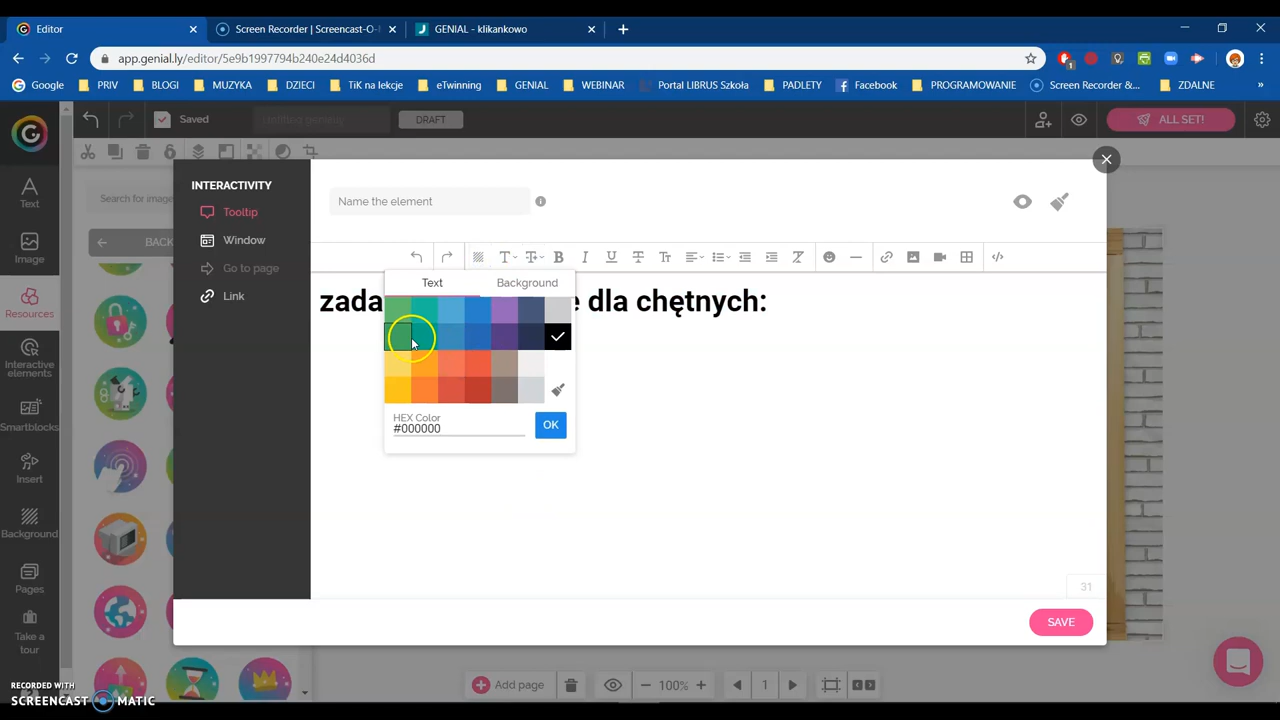 Editor
Screen Recorder | Screencast-O-
GENIAL - klikankowo
app.genial.ly/editor/5e9b1997794b240e24d4036d
Google
PRIV
BLOGI
MUZYKA
DZIECI
TiK na lekcje
eTwinning
GENIAL
WEBINAR
Portal LIBRUS Szkoła
PADLETY
Facebook
PROGRAMOWANIE
Screen Recorder &...
ZDALNE
»
Saved
Untitled genially
DRAFT
ALL SET!
Text
Image
Resources
Interactive
elements
Smartblocks
Insert
Background
Pages
Take a
tour
Search for image
BACK
INTERACTIVITY
Tooltip
Window
Go to page
Link
Name the element
Text
Background
zada
e dla chętnych:
HEX Color
#000000
OK
31
SAVE
Add page
100%
1
RECORDED WITH
SCREENCAST MATIC